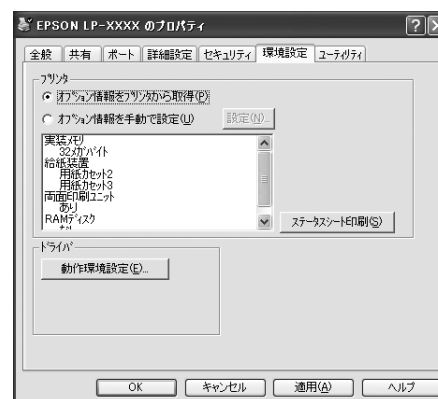 EPSON LP-XXXX のプロパティ
全般 共有 ポート 詳細設定 セキュリティ 環境設定 ユーティリティ
プリンタ
オプション情報をプリンタから取得(P)
オプション情報を手動で設定(U) 設定(N)...
実装メモリ
32メガバイト
給紙装置
用紙カセット2
用紙カセット3
両面印刷ユニット
あり
RAMディスク
ステータスシート印刷(S)
ドライバ
動作環境設定(E)...
OK キャンセル 適用(A) ヘルプ